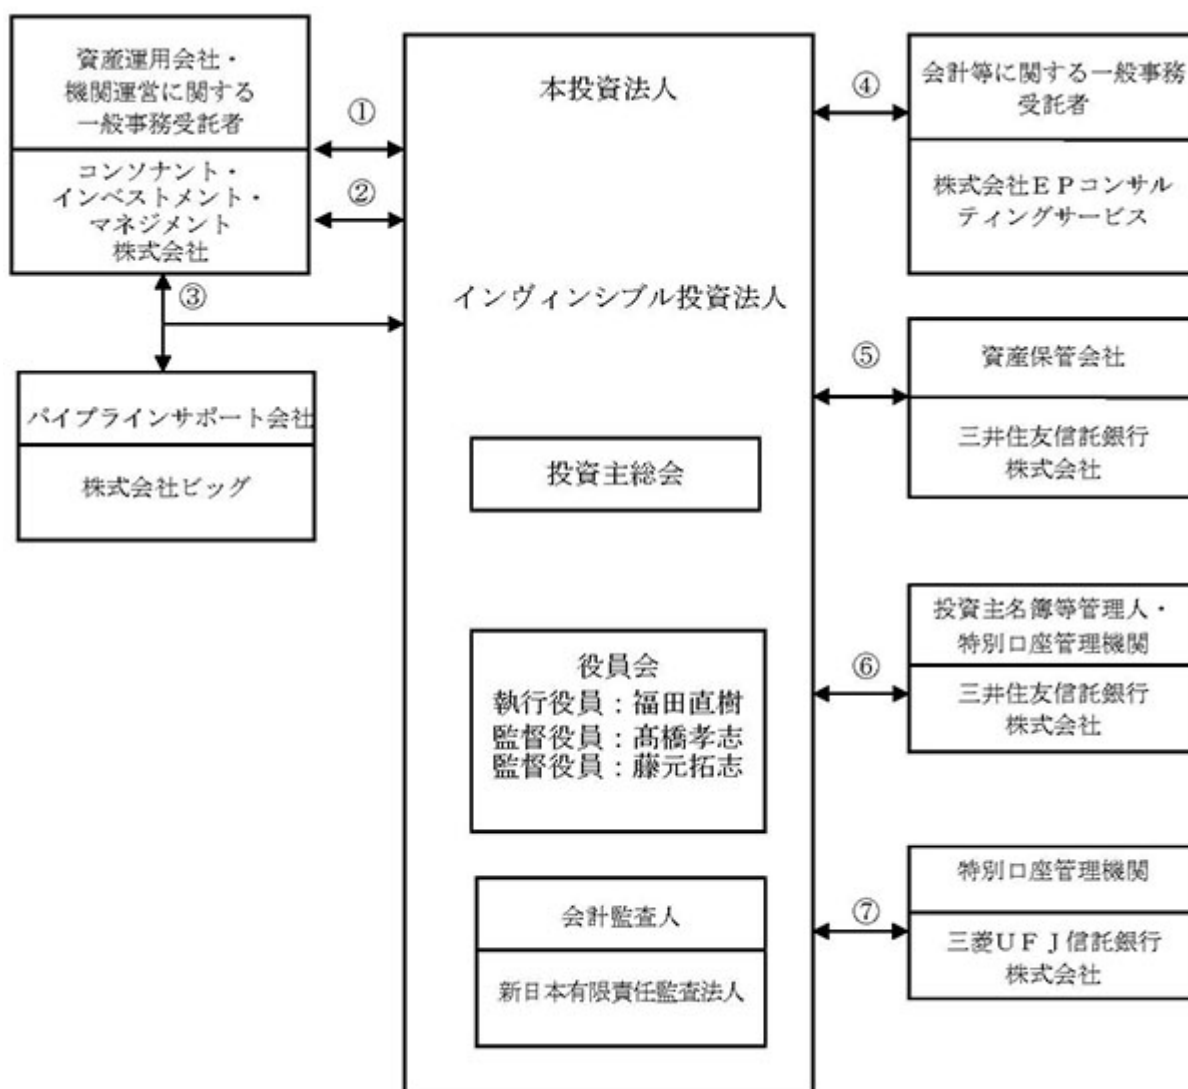 資産運用会社・
機関運営に関する
一般事務受託者
コンソナント・
インベストメント・
マネジメント
株式会社
①
②
③
パイプラインサポート会社
株式会社ビッグ
本投資法人
インヴィンシブル投資法人
投資主総会
役員会
執行役員：福田直樹
監督役員：髙橋孝志
監督役員：藤元拓志
会計監査人
新日本有限責任監査法人
④
会計等に関する一般事務
受託者
株式会社ＥＰコンサル
ティングサービス
⑤
資産保管会社
三井住友信託銀行
株式会社
⑥
投資主名簿等管理人・
特別口座管理機関
三井住友信託銀行
株式会社
⑦
特別口座管理機関
三菱ＵＦＪ信託銀行
株式会社